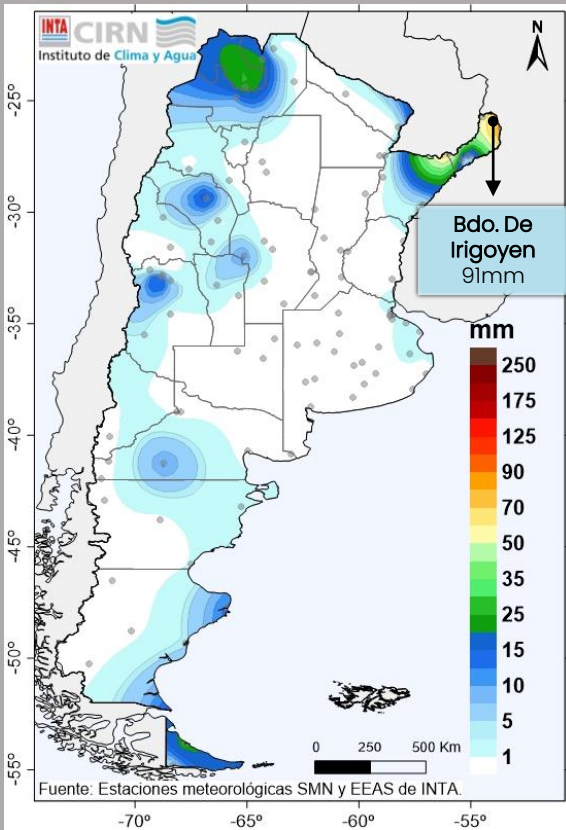 INTA CIRN
Instituto de Clima y Agua
N
-25°
-30°
-35°
-40°
-45°
-50°
-55°
Bdo. De
Irigoyen
91mm
mm
250
175
125
90
70
50
35
25
15
10
5
1
0 250 500 Km
Fuente: Estaciones meteorológicas SMN y EEAS de INTA.
-70° -65° -60° -55°